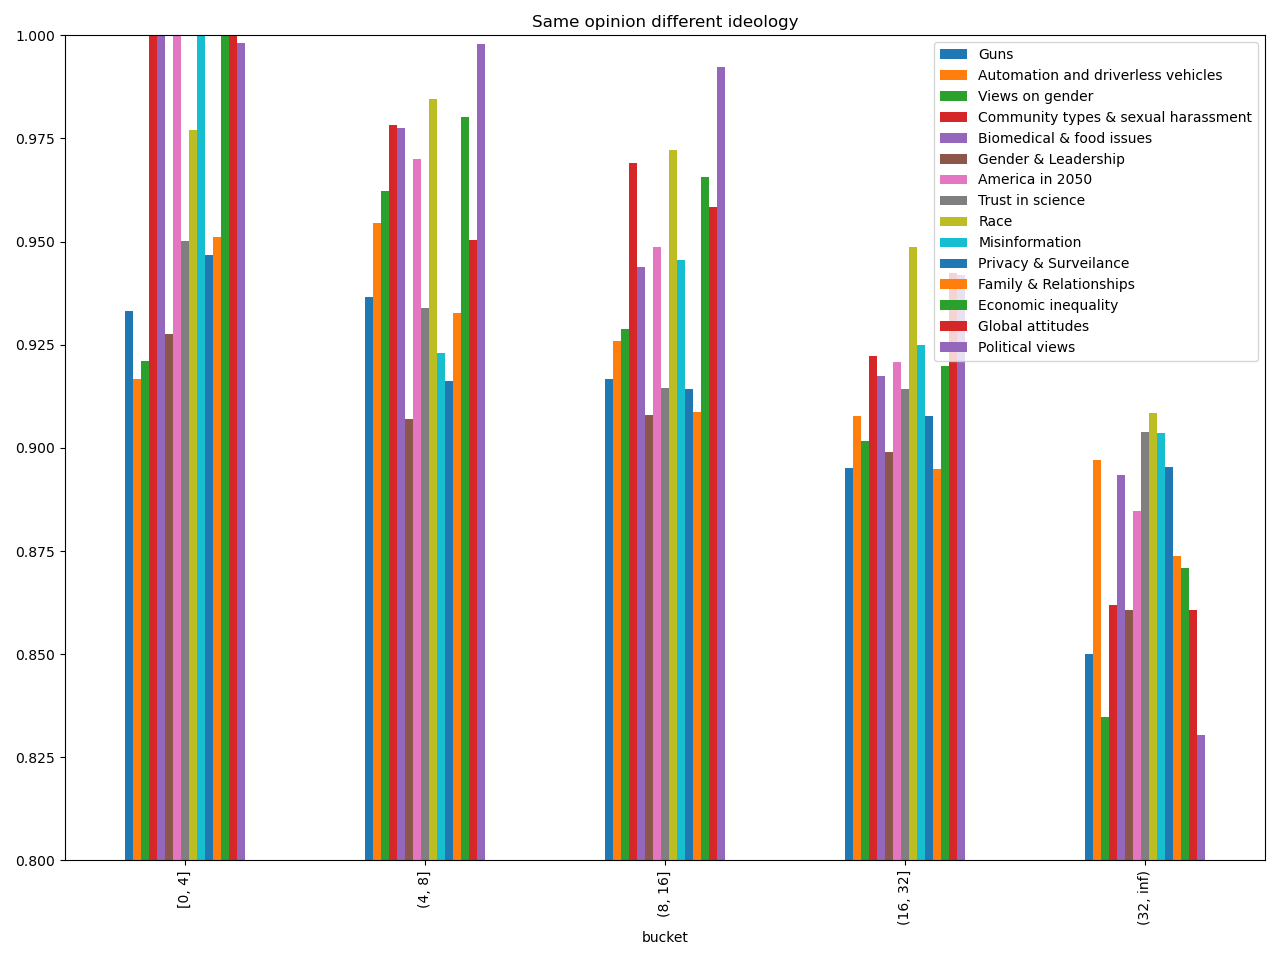 Same opinion different ideology
1.000
0.975
0.950
0.925
0.900
0.875
0.850
0.825
0.800
Guns
Automation and driverless vehicles
Views on gender
Community types & sexual harassment
Biomedical & food issues
Gender & Leadership
America in 2050
Trust in science
Race
Misinformation
Privacy & Surveilance
Family & Relationships
Economic inequality
Global attitudes
Political views
[0, 4]
(4, 8]
(8, 16]
(16, 32]
(32, inf)
bucket